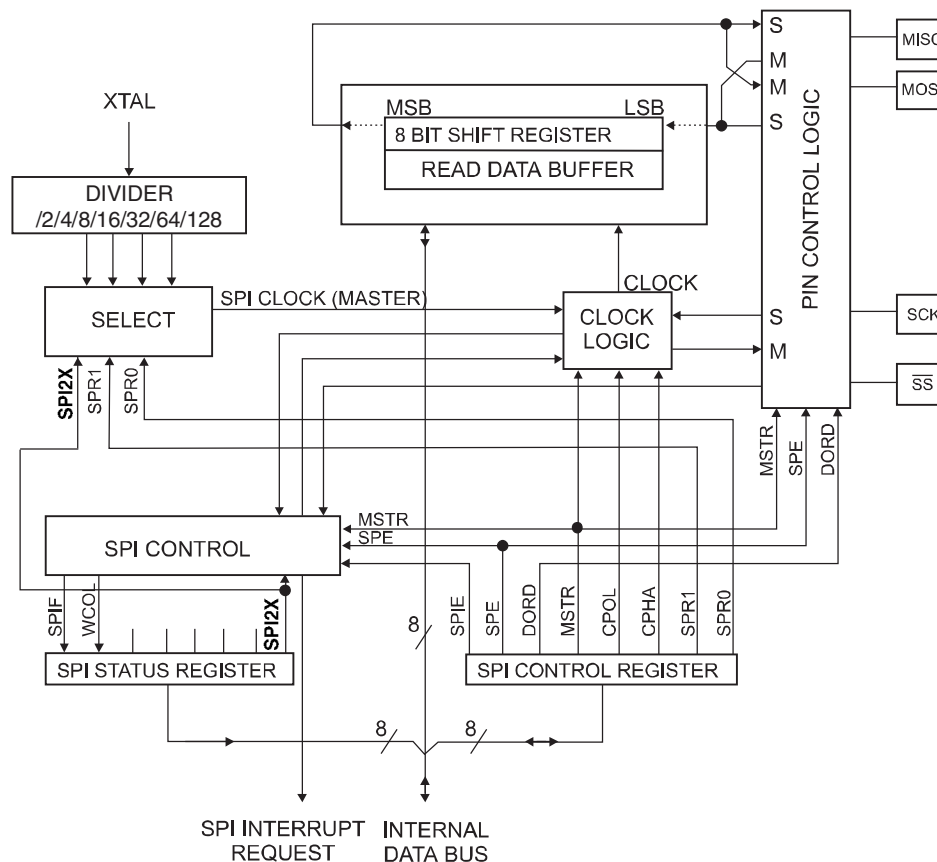 S
MISO
M
XTAL
MSB
LSB
M
MOSI
8 BIT SHIFT REGISTER
S
READ DATA BUFFER
DIVIDER
/2/4/8/16/32/64/128
PIN CONTROL LOGIC
SPI CLOCK (MASTER)
CLOCK
SELECT
CLOCK
LOGIC
S
SCK
M
SPI2X
SPR1
SPR0
SS
MSTR
SPE
DORD
MSTR
SPE
SPI CONTROL
SPIF
WCOL
SPI2X
8
SPIE
SPE
DORD
MSTR
CPOL
CPHA
SPR1
SPR0
SPI STATUS REGISTER
SPI CONTROL REGISTER
8
8
SPI INTERRUPT
REQUEST
INTERNAL
DATA BUS